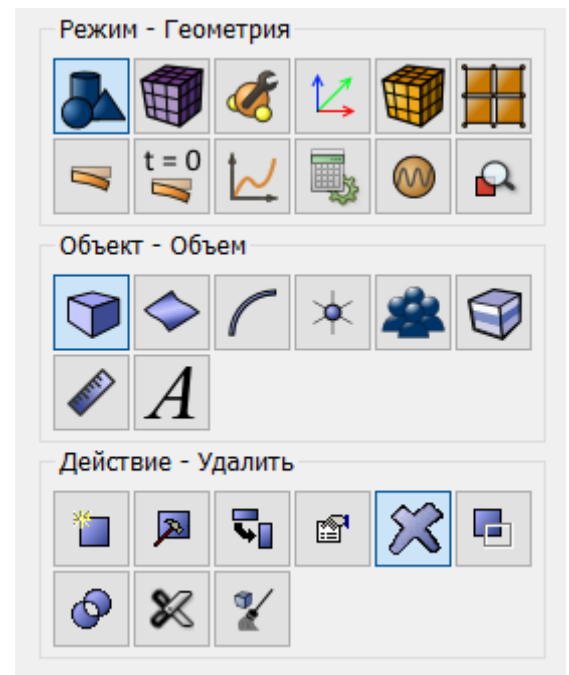 Режим - Геометрия
t = 0
Объект - Объем
A
Действие - Удалить